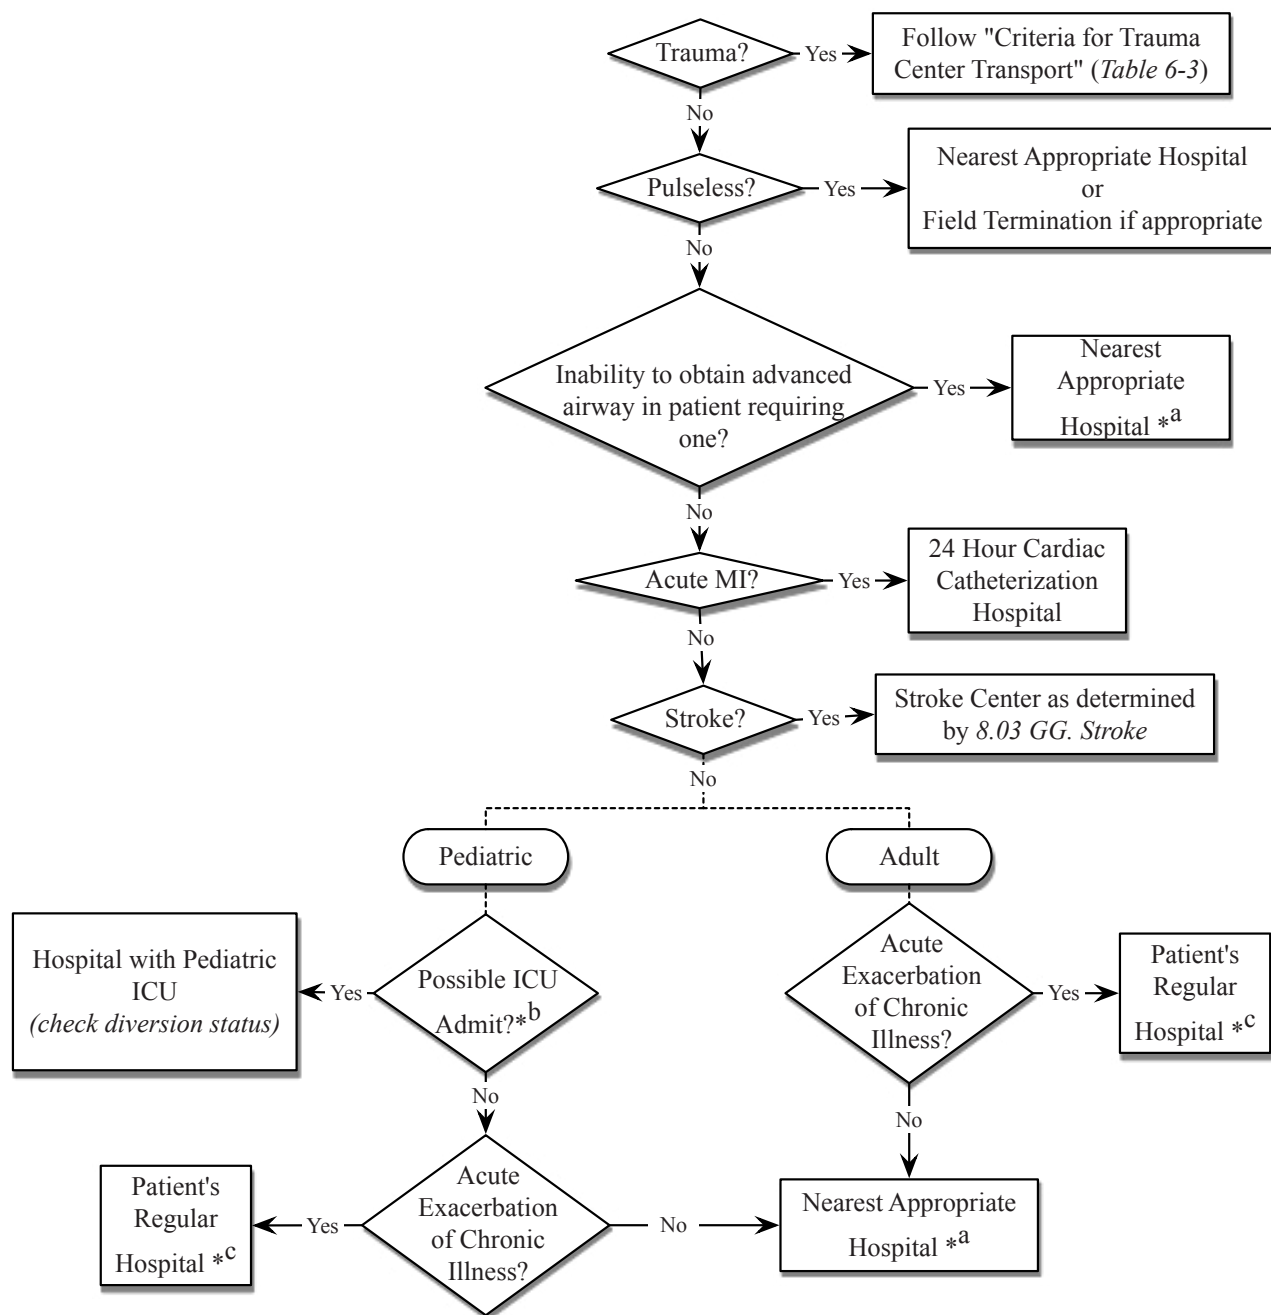 Trauma?
Yes
Follow "Criteria for Trauma
Center Transport" (Table 6-3)
No
Pulseless?
Yes
Nearest Appropriate Hospital
or
Field Termination if appropriate
No
Inability to obtain advanced
airway in patient requiring
one?
Yes
Nearest
Appropriate
Hospital *a
No
Acute MI?
Yes
24 Hour Cardiac
Catheterization
Hospital
No
Stroke?
Yes
Stroke Center as determined
by 8.03 GG. Stroke
No
Pediatric
Adult
Hospital with Pediatric
ICU
(check diversion status)
Yes
Possible ICU
Admit?*b
Acute
Exacerbation
of Chronic
Illness?
Yes
Patient's
Regular
Hospital *c
No
No
Patient's
Regular
Hospital *c
Yes
Acute
Exacerbation
of Chronic
Illness?
No
Nearest Appropriate
Hospital *a